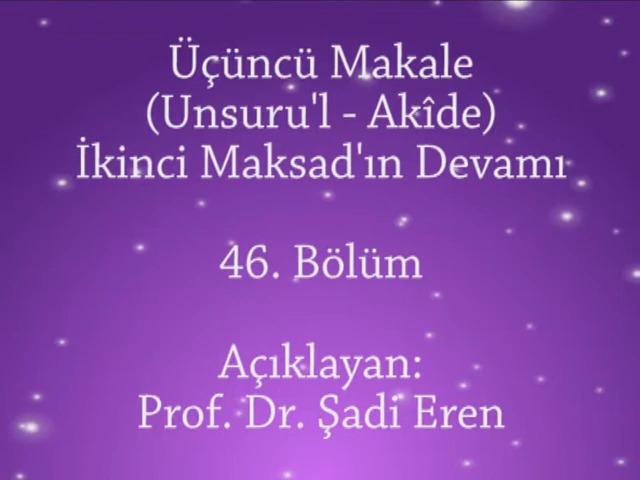 Üçüncü Makale
(Unsuru'l - Akîde)
İkinci Maksad'ın Devamı
46. Bölüm
Açıklayan:
Prof. Dr. Şadi Eren